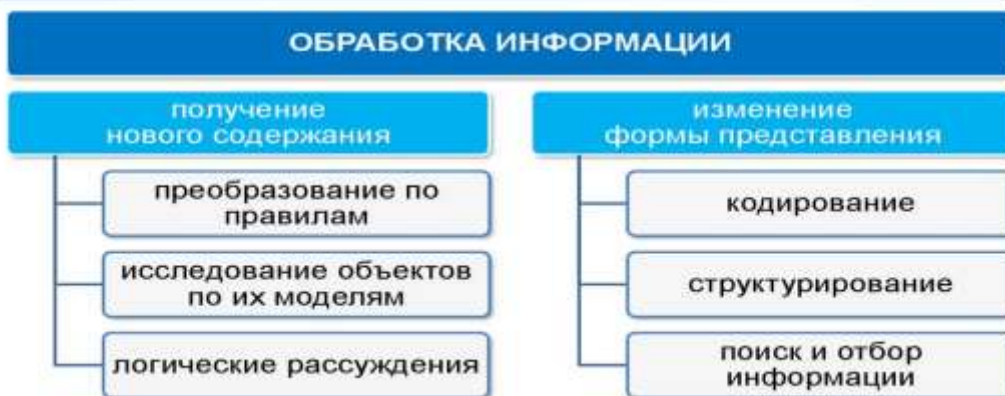 ОБРАБОТКА ИНФОРМАЦИИ
получение
нового содержания
преобразование по
правилам
исследование объектов
по их моделям
логические рассуждения
изменение
формы представления
кодирование
структурирование
поиск и отбор
информации